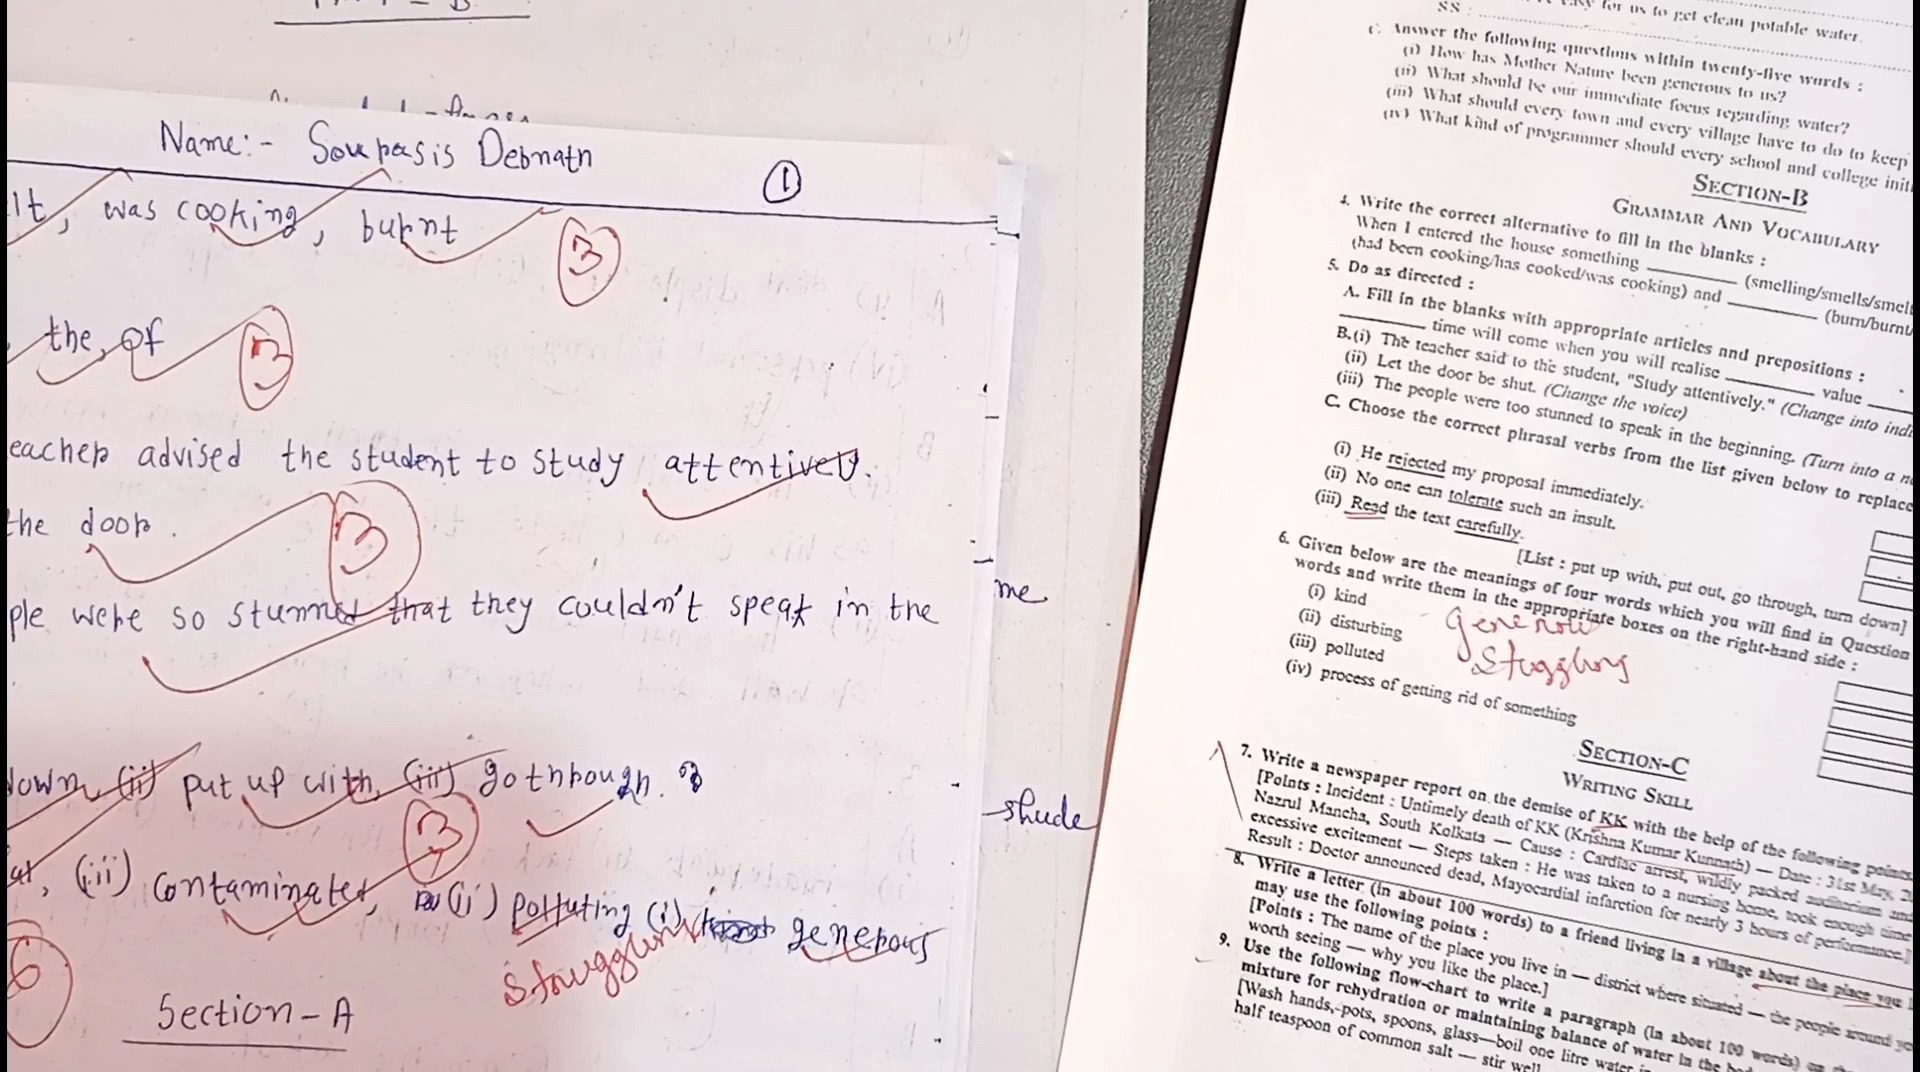 Name:- Soupasis Debnath
1
was cooking, burnt
3
the, of
3
eacher advised the student to study attentively.
the door.
3
ple were so stunned that they couldn't speak in the
down (ii) put up with, (iii) go through.
3
(iii) contaminated, (ii) polluting (i) generous
struggling
6
Section-A
me
easy for us to get clean potable water.
SS :
C. Answer the following questions within twenty-five words :
(i) How has Mother Nature been generous to us?
(ii) What should be our immediate focus regarding water?
(iii) What should every town and every village have to do to keep
(iv) What kind of programmer should every school and college
SECTION-B
GRAMMAR AND VOCABULARY
4. Write the correct alternative to fill in the blanks :
When I entered the house something ________ (smelling/smells/smelt
(had been cooking/has cooked/was cooking) and ________ (burn/burnt/
5. Do as directed :
A. Fill in the blanks with appropriate articles and prepositions :
________ time will come when you will realise ________ value
B.(i) The teacher said to the student, "Study attentively." (Change into
(ii) Let the door be shut. (Change the voice)
(iii) The people were too stunned to speak in the beginning. (Turn into a
C. Choose the correct phrasal verbs from the list given below to replace
(i) He rejected my proposal immediately.
(ii) No one can tolerate such an insult.
(iii) Read the text carefully.
[List : put up with, put out, go through, turn down]
6. Given below are the meanings of four words which you will find in Question
words and write them in the appropriate boxes on the right-hand side :
(i) kind
(ii) disturbing
(iii) polluted
(iv) process of getting rid of something
SECTION-C
WRITING SKILL
7. Write a newspaper report on the demise of KK with the help of the following points
[Points : Incident : Untimely death of KK (Krishna Kumar Kunnath) — Date : 31st May,
Nazrul Mancha, South Kolkata — Cause : Cardiac arrest, wildly packed auditorium and
excessive excitement — Steps taken : He was taken to a nursing home, took enough time
Result : Doctor announced dead, Mayocardial infarction for nearly 3 hours of performance.]
8. Write a letter (in about 100 words) to a friend living in a village about the place you
may use the following points :
[Points : The name of the place you live in — district where situated — the people around
worth seeing — why you like the place.]
9. Use the following flow-chart to write a paragraph (in about 100 words)
mixture for rehydration or maintaining balance of water in the
[Wash hands, pots, spoons, glass—boil one litre water
half teaspoon of common salt — stir well